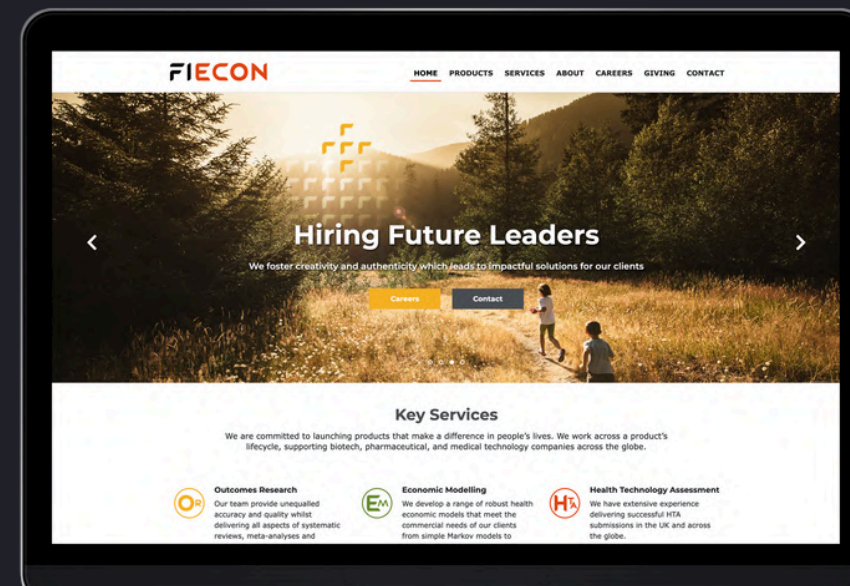 FIECON
HOME PRODUCTS SERVICES ABOUT CAREERS GIVING CONTACT
Hiring Future Leaders
We foster creativity and authenticity which leads to impactful solutions for our clients
Careers Contact
Key Services
We are committed to launching products that make a difference in people's lives. We work across a product's
lifecycle, supporting biotech, pharmaceutical, and medical technology companies across the globe.
OR
Outcomes Research
Our team provide unequalled
accuracy and quality whilst
delivering all aspects of systematic
reviews, meta-analyses and
EM
Economic Modelling
We develop a range of robust health
economic models that meet the
commercial needs of our clients
from simple Markov models to
HTA
Health Technology Assessment
We have extensive experience
delivering successful HTA
submissions in the UK and across
the globe.